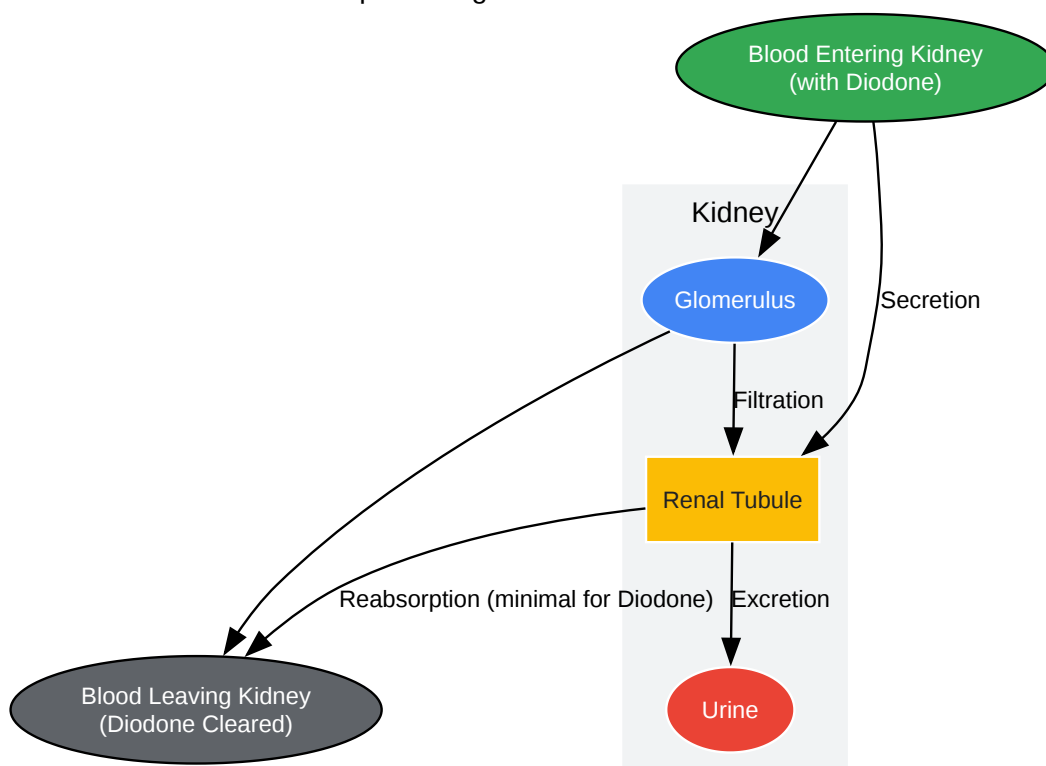 Blood Entering Kidney
(with Diodone)
Kidney
Glomerulus
Secretion
Filtration
Renal Tubule
Reabsorption (minimal for Diodone)
Excretion
Blood Leaving Kidney
(Diodone Cleared)
Urine